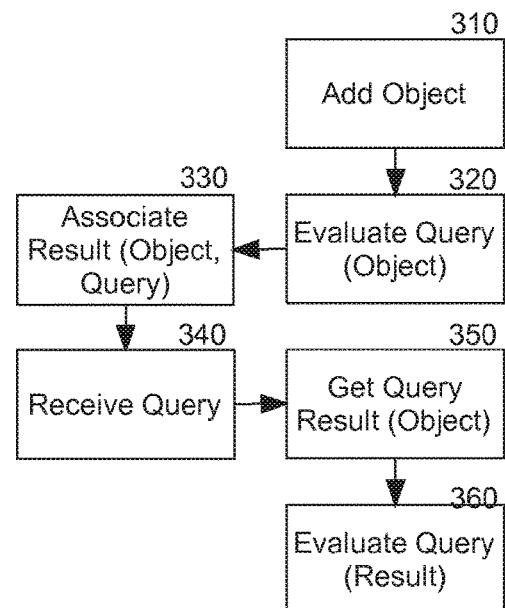 310
Add Object
320
Evaluate Query
(Object)
330
Associate
Result (Object,
Query)
340
Receive Query
350
Get Query
Result (Object)
360
Evaluate Query
(Result)